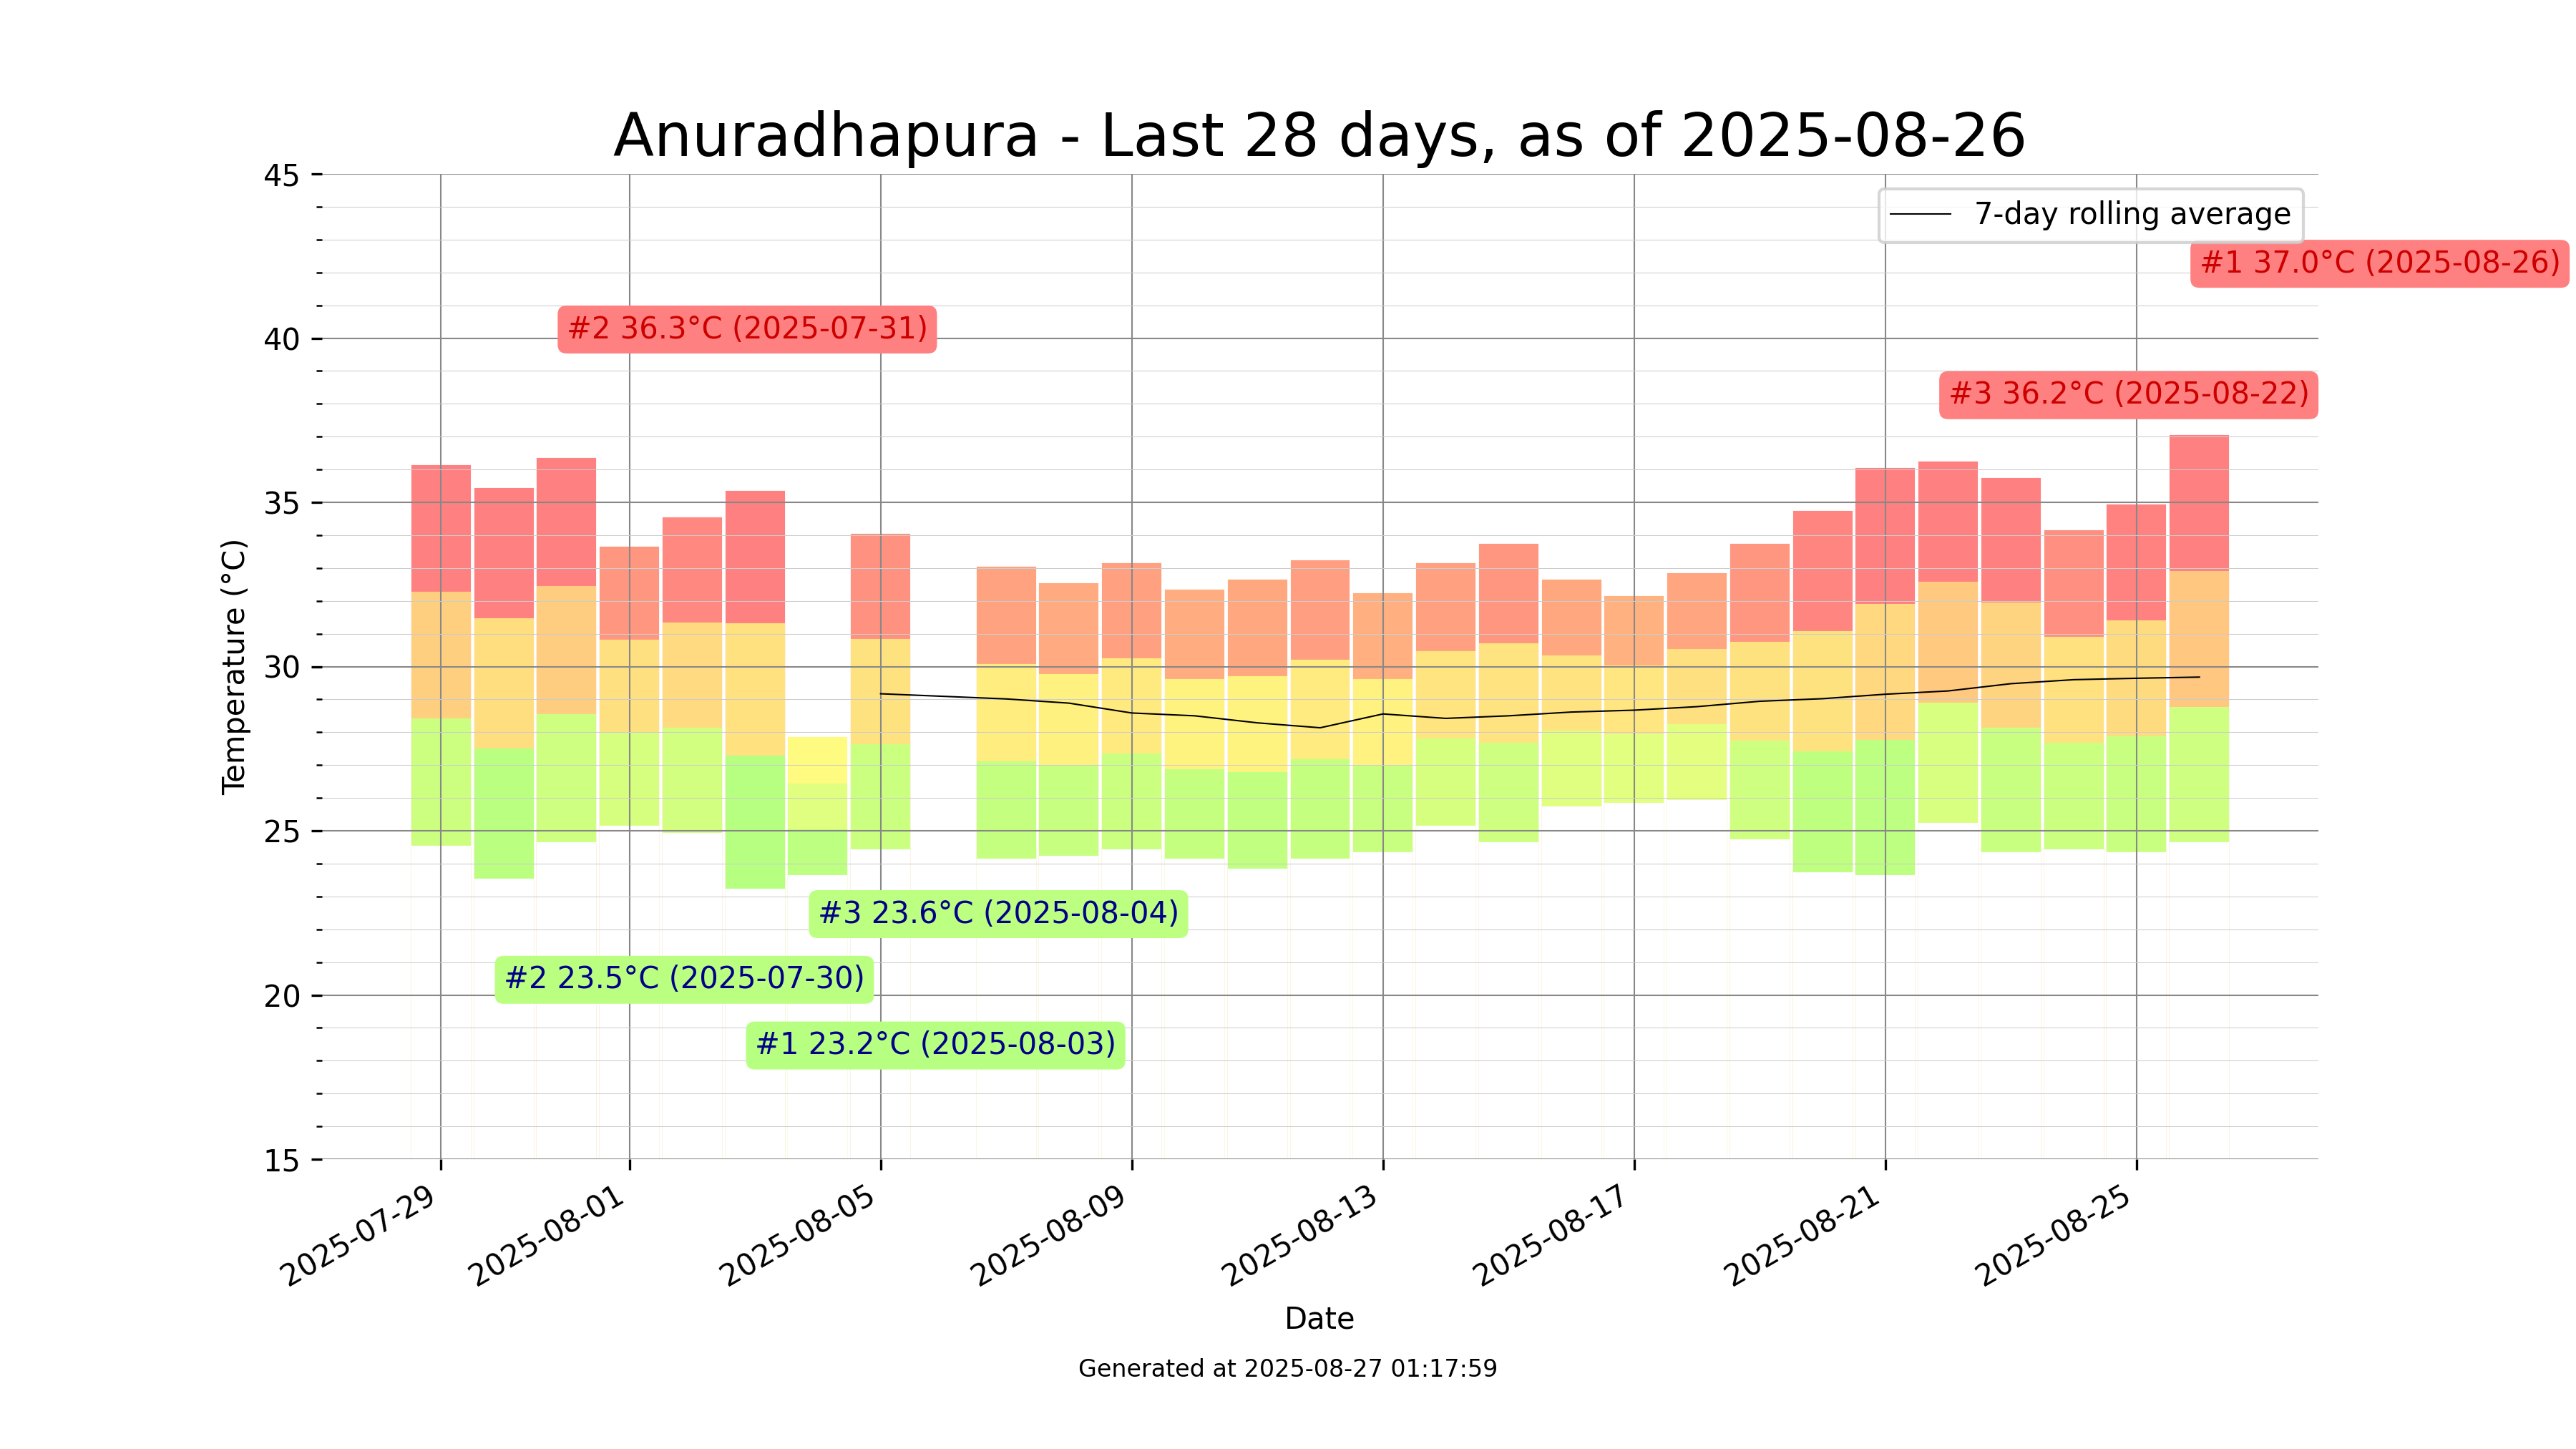 Anuradhapura - Last 28 days, as of 2025-08-26
45
7-day rolling average
#1 37.0°C (2025-08-26)
#2 36.3°C (2025-07-31)
40
#3 36.2°C (2025-08-22)
35
Temperature (°C)
30
25
#3 23.6°C (2025-08-04)
#2 23.5°C (2025-07-30)
20
#1 23.2°C (2025-08-03)
15
2025-07-29
2025-08-01
2025-08-05
2025-08-09
2025-08-13
2025-08-17
2025-08-21
2025-08-25
Date
Generated at 2025-08-27 01:17:59